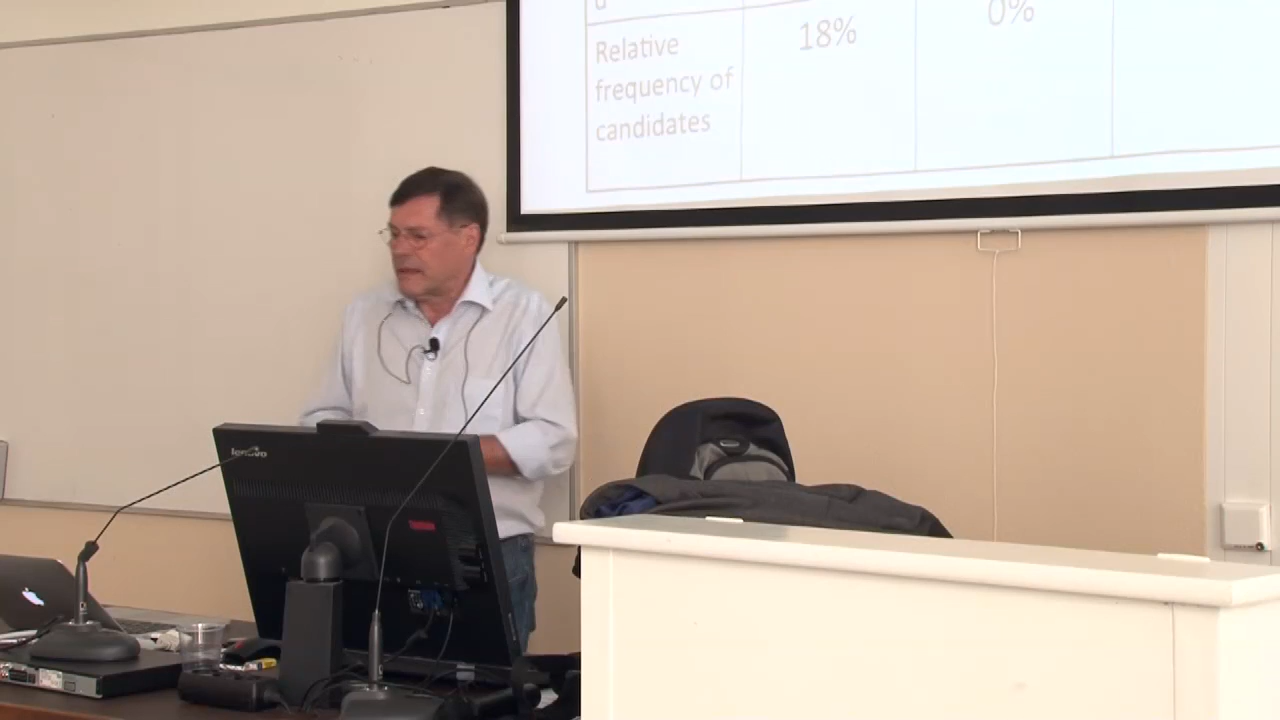 Relative
frequency of
candidates
18%
0%
lenovo